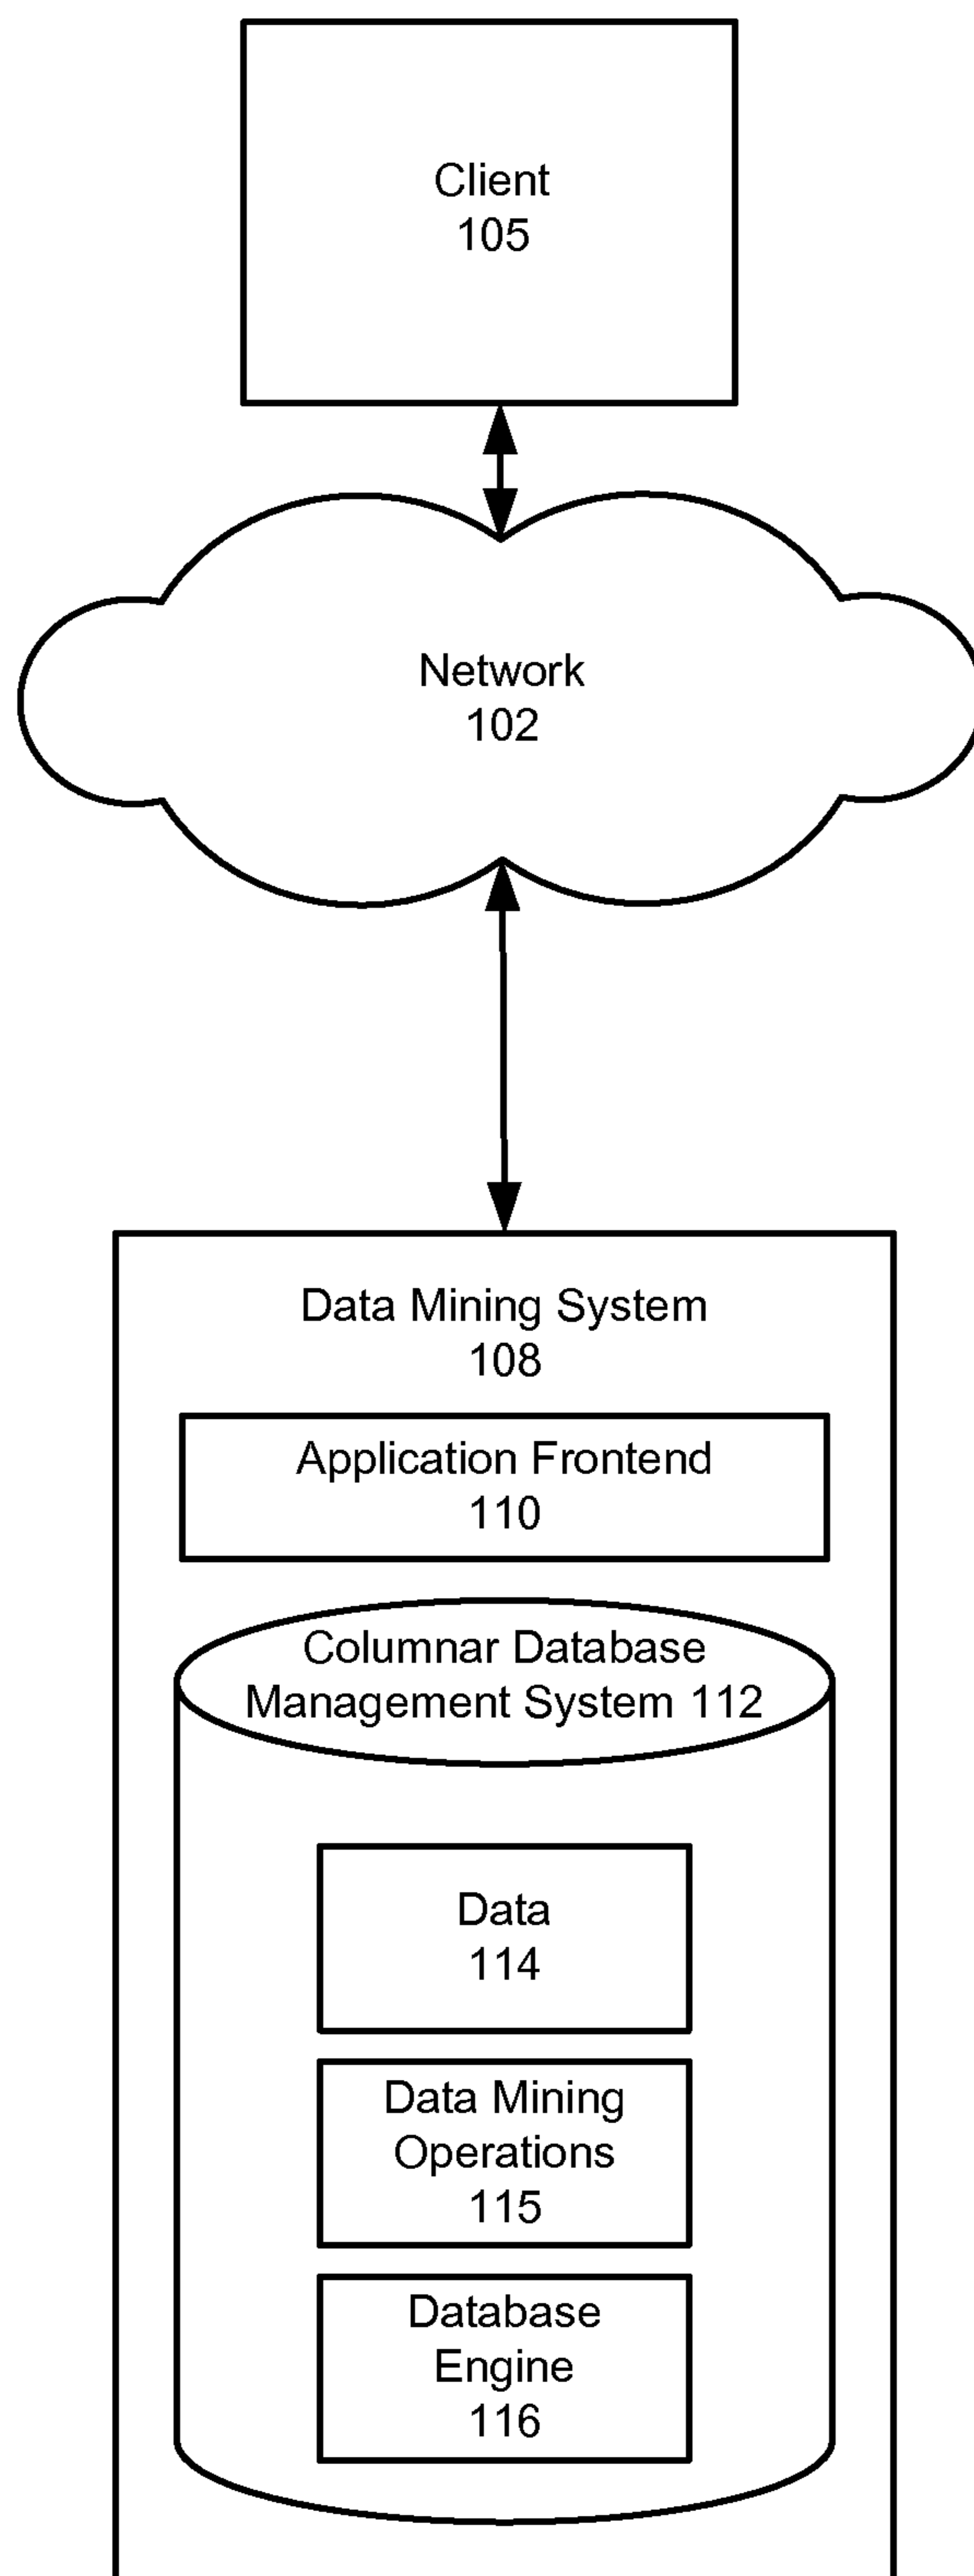 Client
105
Network
102
Data Mining System
108
Application Frontend
110
Columnar Database
Management System 112
Data
114
Data Mining
Operations
115
Database
Engine
116